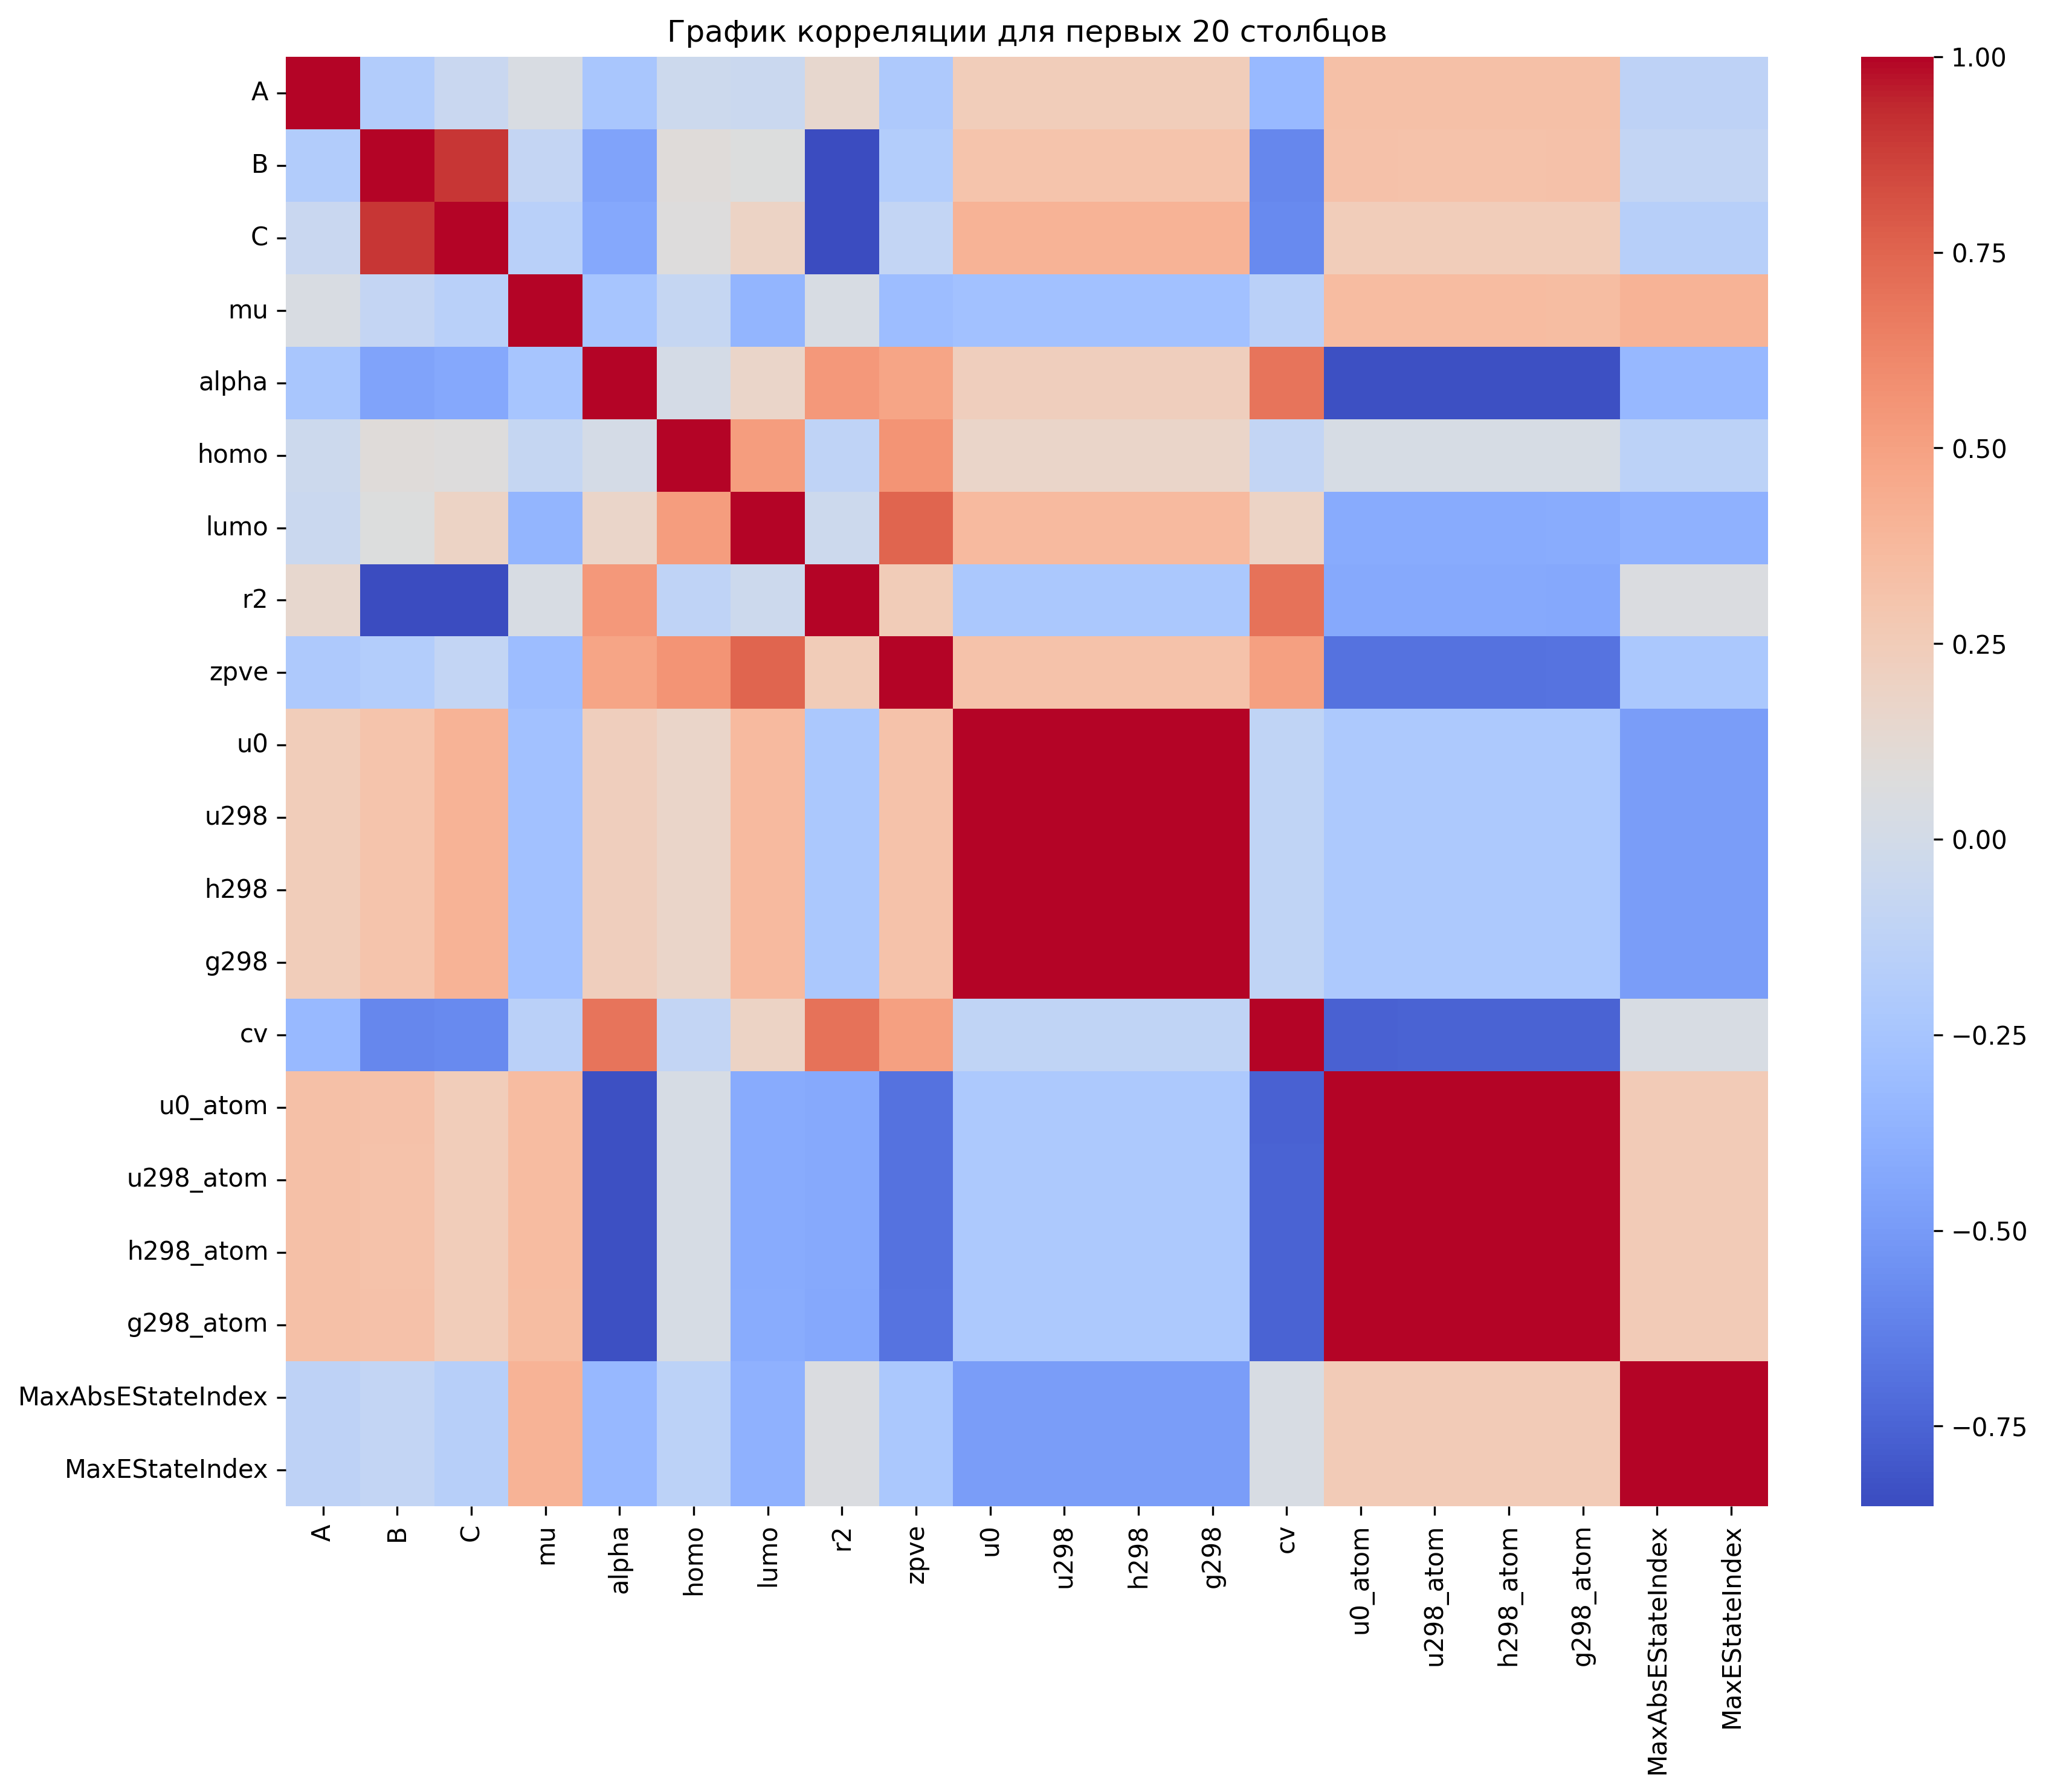 График корреляции для первых 20 столбцов
A
B
C
mu
alpha
homo
lumo
r2
zpve
u0
u298
h298
g298
cv
u0_atom
u298_atom
h298_atom
g298_atom
MaxAbsEStateIndex
MaxEStateIndex
A
B
C
mu
alpha
homo
lumo
r2
zpve
u0
u298
h298
g298
cv
u0_atom
u298_atom
h298_atom
g298_atom
MaxAbsEStateIndex
MaxEStateIndex
1.00
0.75
0.50
0.25
0.00
−0.25
−0.50
−0.75